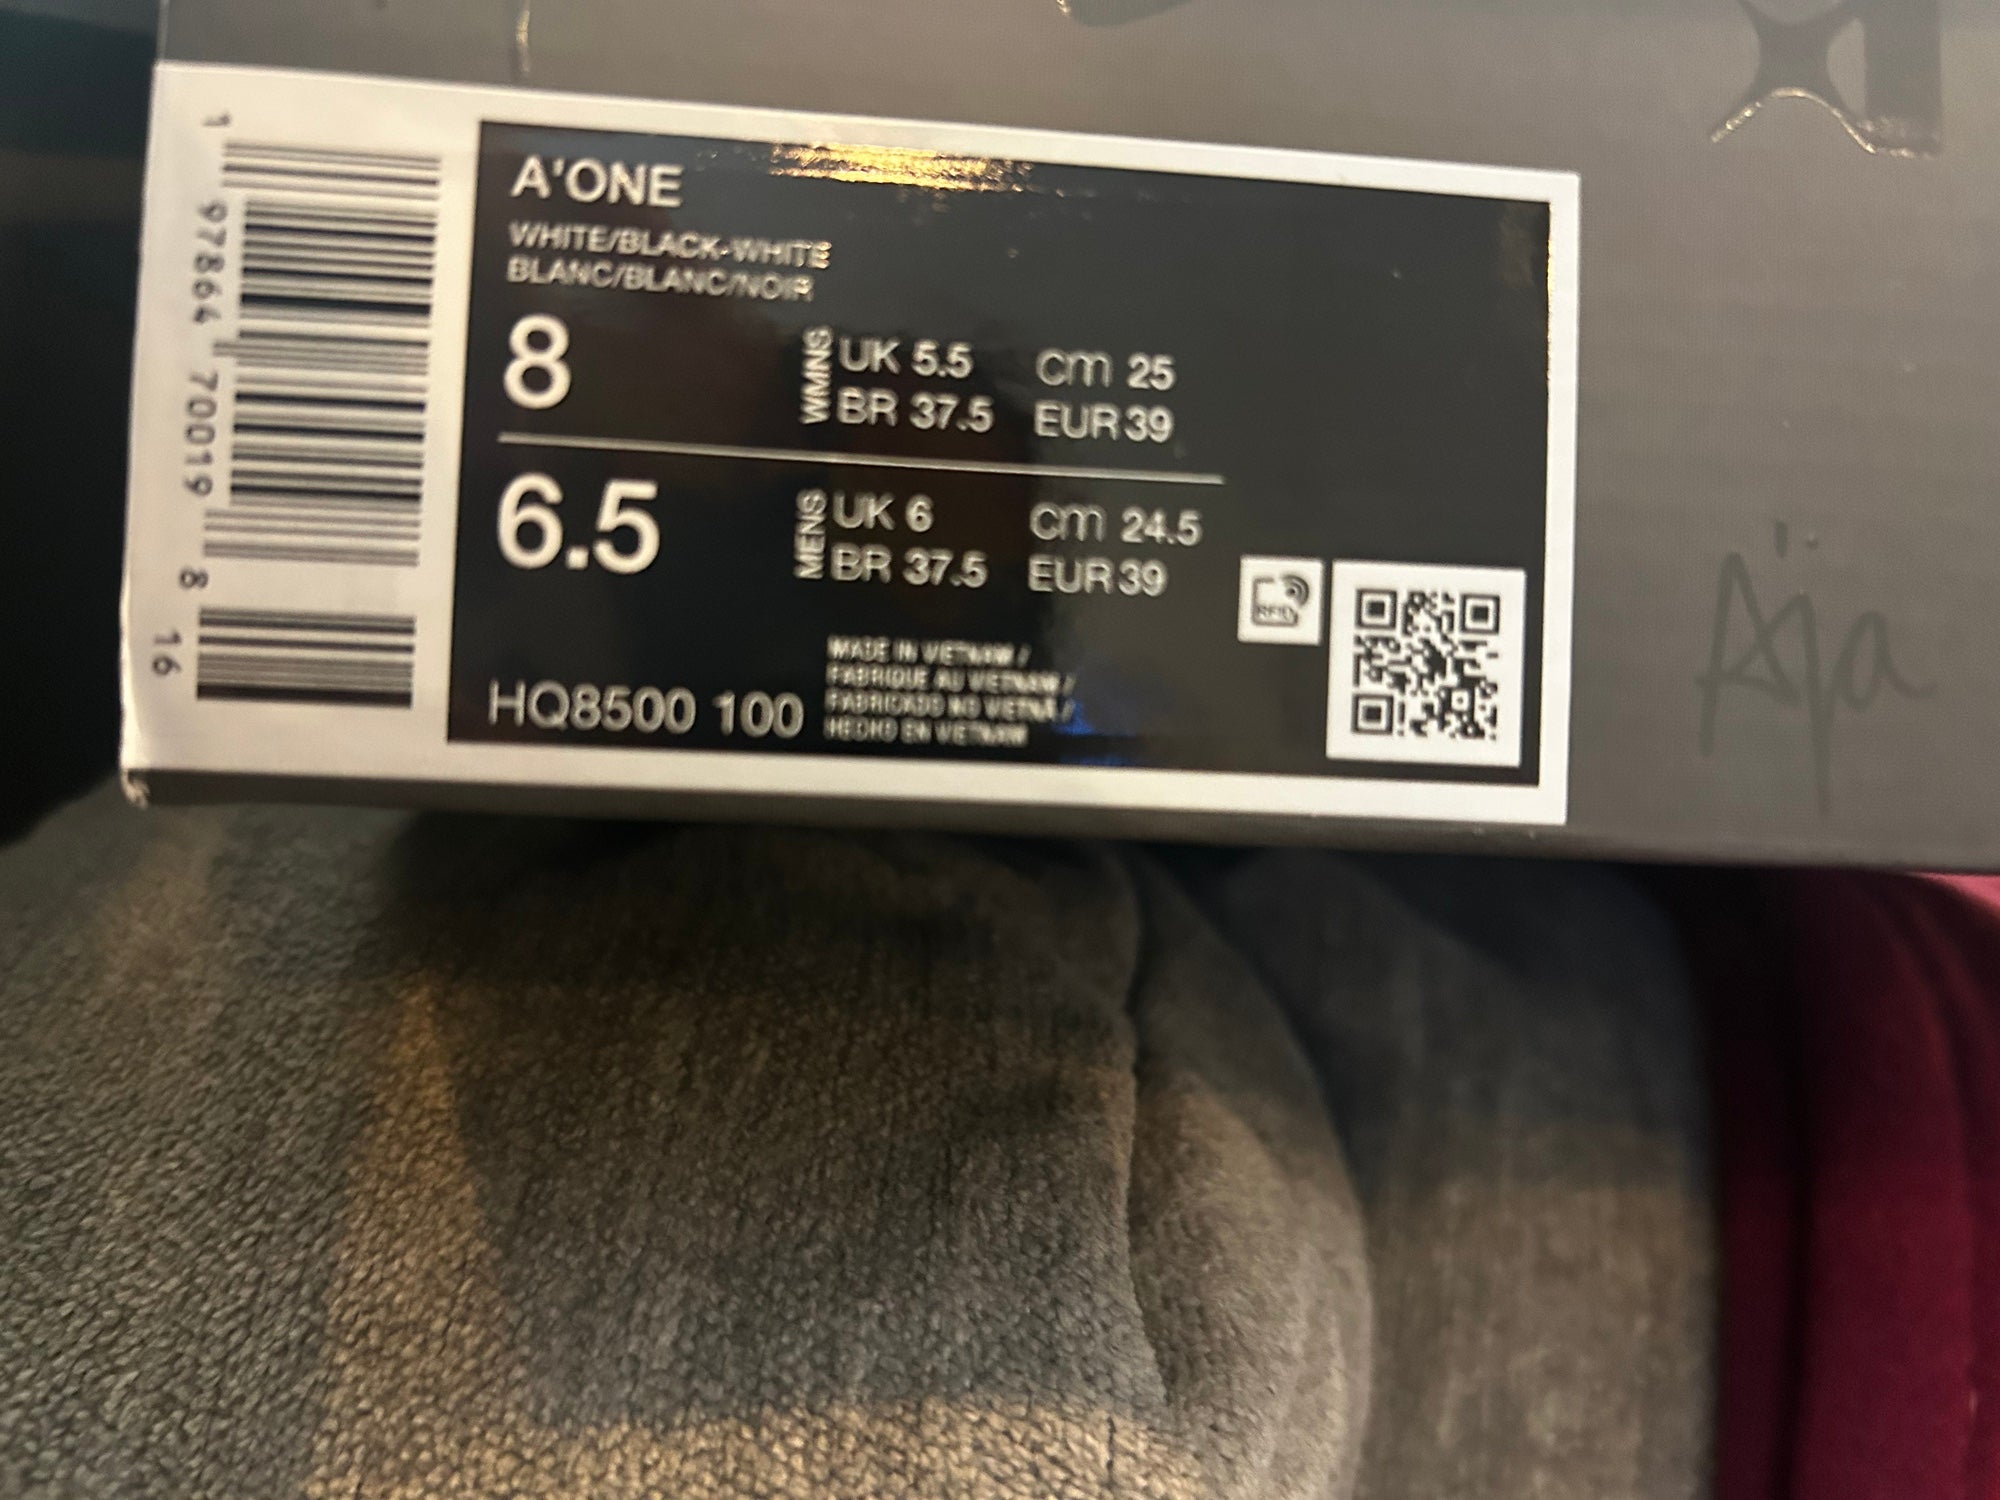 A'ONE
WHITE/BLACK-WHITE
BLANC/BLANC/NOIR
8
WMNS
UK 5.5 cm 25
BR 37.5 EUR 39
6.5
MENS
UK 6 cm 24.5
BR 37.5 EUR 39
HQ8500 100
MADE IN VIETNAM /
FABRIQUE AU VIETNAM /
FABRICADO NO VIETNÃ /
HECHO EN VIETNAM
RFID
1 97864 70019 8 16
Aja